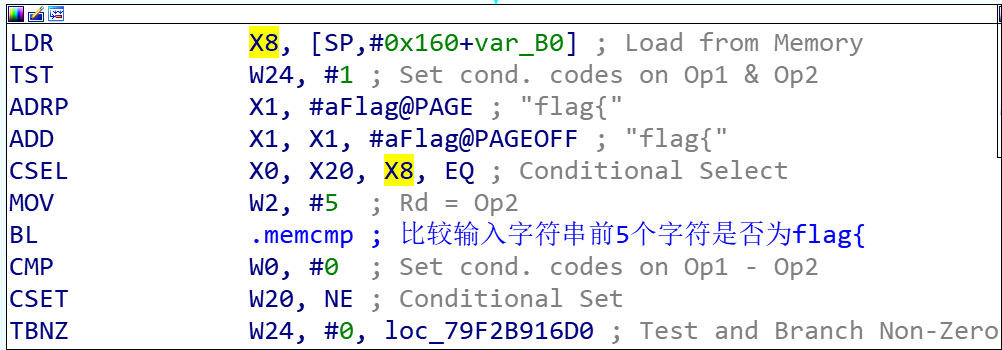 LDR X8, [SP,#0x160+var_B0] ; Load from Memory
TST W24, #1 ; Set cond. codes on Op1 & Op2
ADRP X1, #aFlag@PAGE ; "flag{"
ADD X1, X1, #aFlag@PAGEOFF ; "flag{"
CSEL X0, X20, X8, EQ ; Conditional Select
MOV W2, #5 ; Rd = Op2
BL .memcmp ; 比较输入字符串前5个字符是否为flag{
CMP W0, #0 ; Set cond. codes on Op1 - Op2
CSET W20, NE ; Conditional Set
TBNZ W24, #0, loc_79F2B916D0 ; Test and Branch Non-Zero